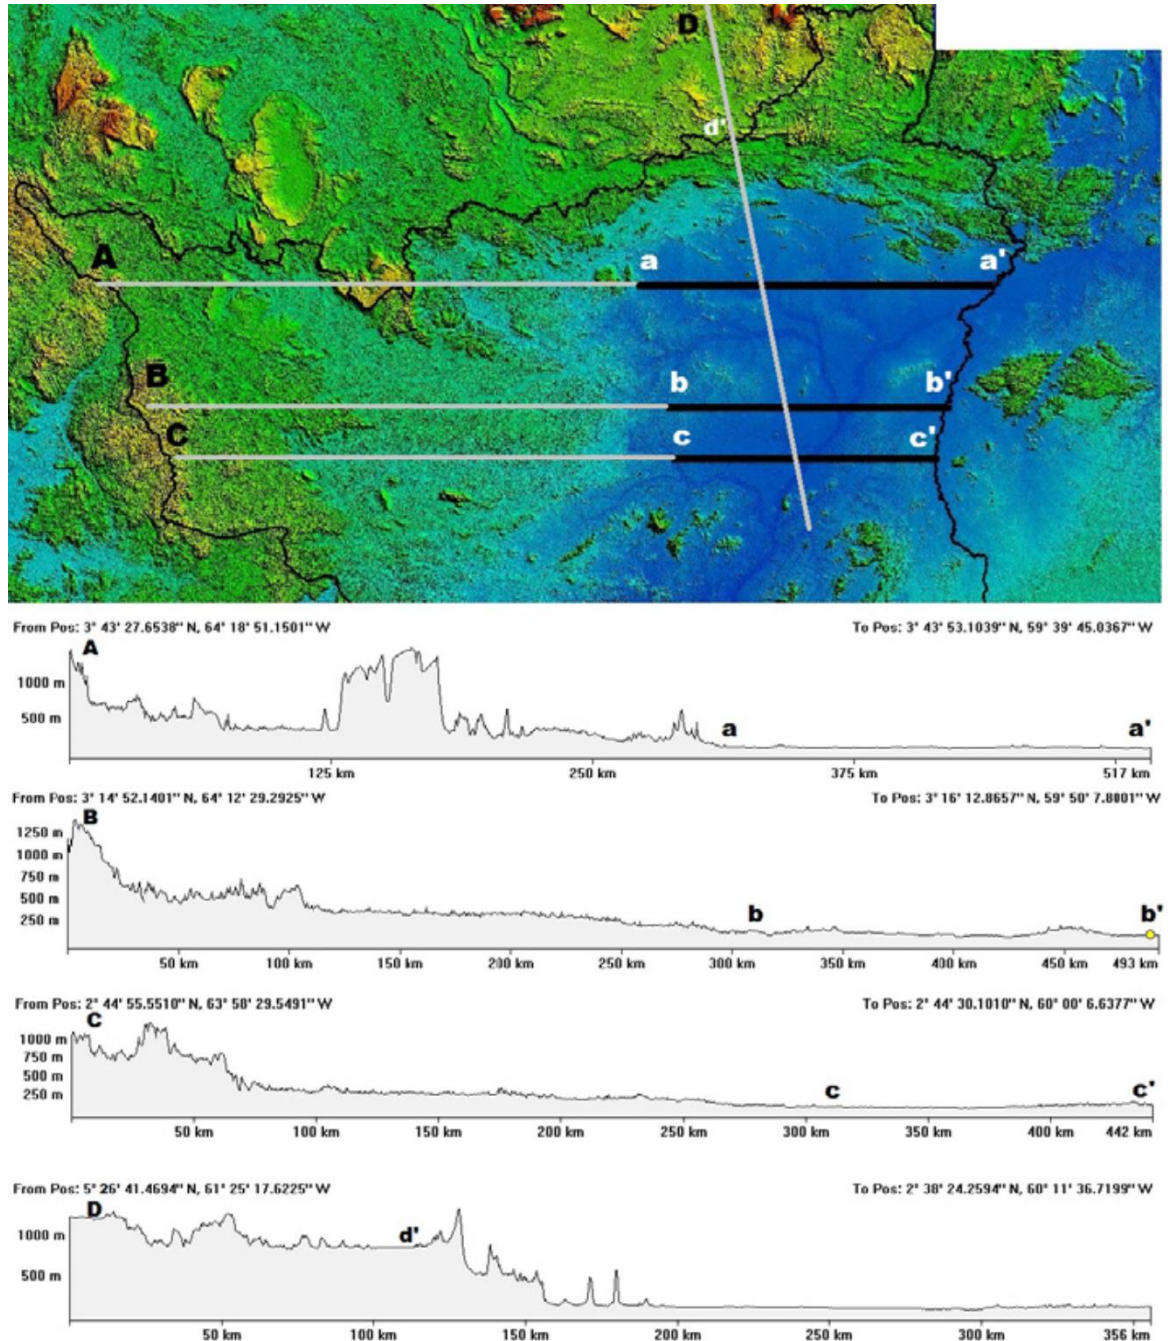 D
d'
A
a
a'
B
b
b'
C
c
c'
From Pos: 3° 43' 27.6538'' N, 64° 18' 51.1501'' W To Pos: 3° 43' 53.1039'' N, 59° 39' 45.0367'' W
A
1000 m
500 m
a
a'
125 km 250 km 375 km 517 km
From Pos: 3° 14' 52.1401'' N, 64° 12' 29.2925'' W To Pos: 3° 16' 12.8657'' N, 59° 50' 7.8001'' W
B
1250 m
1000 m
750 m
500 m
250 m
b
b'
50 km 100 km 150 km 200 km 250 km 300 km 350 km 400 km 450 km 493 km
From Pos: 2° 44' 55.5510'' N, 63° 58' 29.5491'' W To Pos: 2° 44' 30.1010'' N, 60° 00' 6.6377'' W
C
1000 m
750 m
500 m
250 m
c
c'
50 km 100 km 150 km 200 km 250 km 300 km 350 km 400 km 442 km
From Pos: 5° 26' 41.4694'' N, 61° 25' 17.6225'' W To Pos: 2° 38' 24.2594'' N, 60° 11' 36.7199'' W
D
1000 m
500 m
d'
50 km 100 km 150 km 200 km 250 km 300 km 356 km